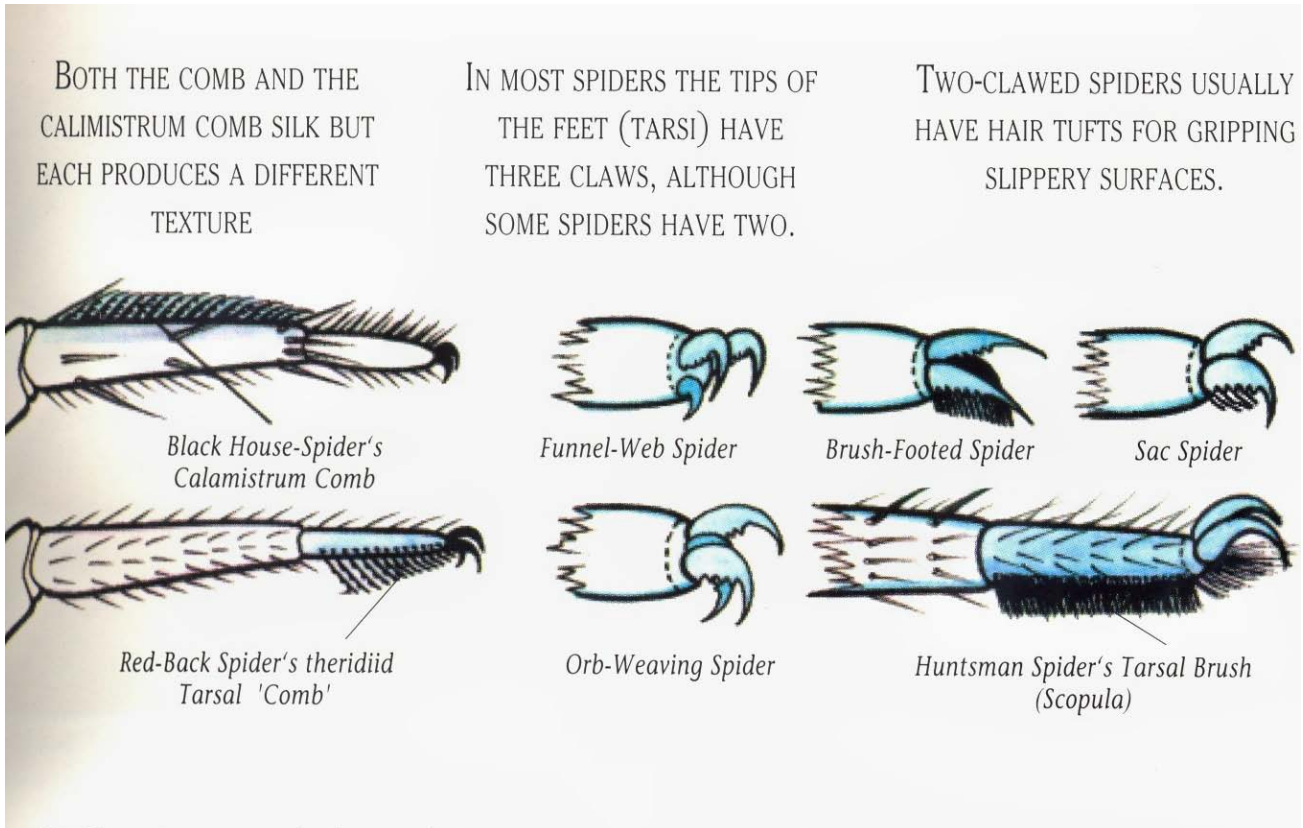 BOTH THE COMB AND THE
CALIMISTRUM COMB SILK BUT
EACH PRODUCES A DIFFERENT
TEXTURE
IN MOST SPIDERS THE TIPS OF
THE FEET (TARSI) HAVE
THREE CLAWS, ALTHOUGH
SOME SPIDERS HAVE TWO.
TWO-CLAWED SPIDERS USUALLY
HAVE HAIR TUFTS FOR GRIPPING
SLIPPERY SURFACES.
Black House-Spider‘s
Calamistrum Comb
Funnel-Web Spider
Brush-Footed Spider
Sac Spider
Red-Back Spider‘s theridiid
Tarsal 'Comb'
Orb-Weaving Spider
Huntsman Spider‘s Tarsal Brush
(Scopula)